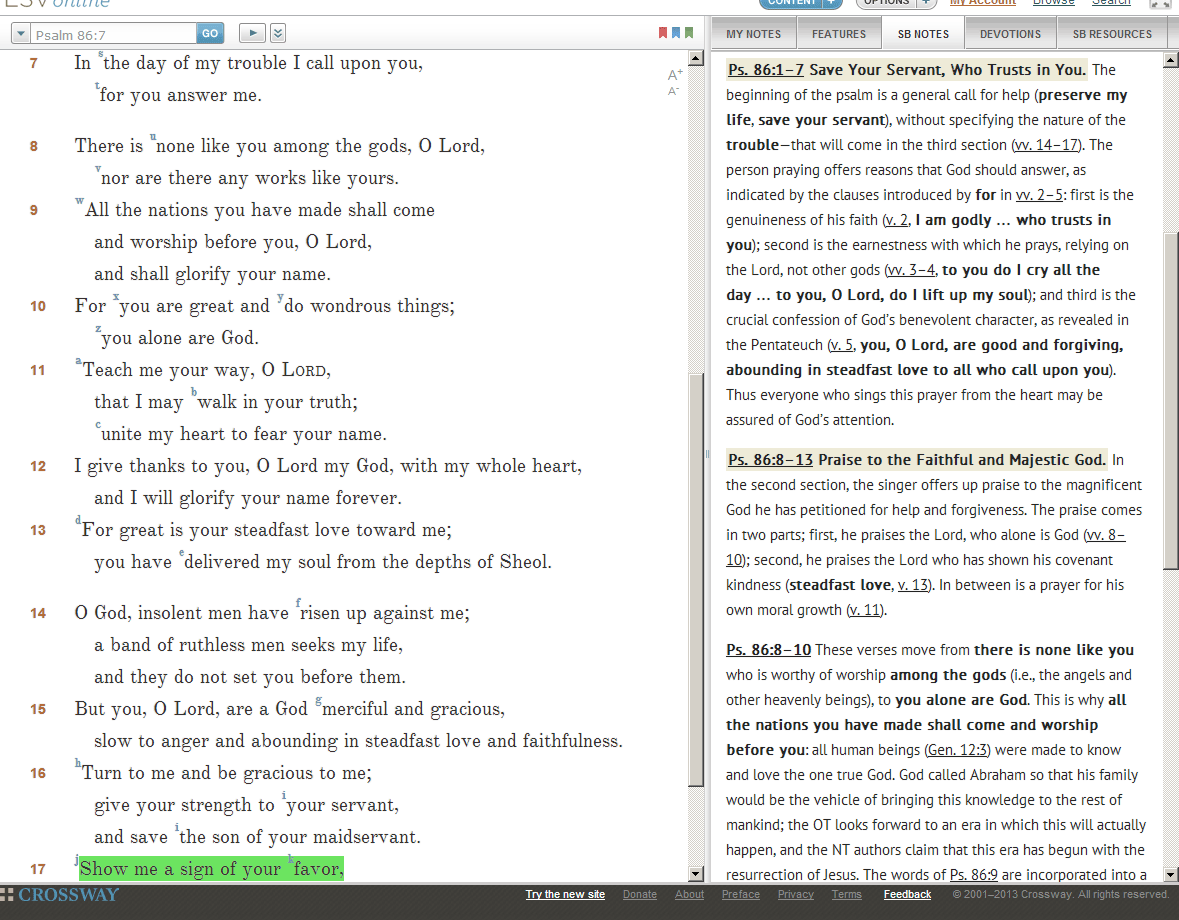 ESV online
CONTENT +
OPTIONS +
My Account
Browse
Search
Psalm 86:7
GO
MY NOTES
FEATURES
SB NOTES
DEVOTIONS
SB RESOURCES
A+
A-
7 In sthe day of my trouble I call upon you,
tfor you answer me.
8 There is unone like you among the gods, O Lord,
vnor are there any works like yours.
9 wAll the nations you have made shall come
and worship before you, O Lord,
and shall glorify your name.
10 For xyou are great and ydo wondrous things;
zyou alone are God.
11 aTeach me your way, O LORD,
that I may bwalk in your truth;
cunite my heart to fear your name.
12 I give thanks to you, O Lord my God, with my whole heart,
and I will glorify your name forever.
13 dFor great is your steadfast love toward me;
you have edelivered my soul from the depths of Sheol.
14 O God, insolent men have frisen up against me;
a band of ruthless men seeks my life,
and they do not set you before them.
15 But you, O Lord, are a God gmerciful and gracious,
slow to anger and abounding in steadfast love and faithfulness.
16 hTurn to me and be gracious to me;
give your strength to iyour servant,
and save ithe son of your maidservant.
17 jShow me a sign of your kfavor,
Ps. 86:1–7 Save Your Servant, Who Trusts in You. The
beginning of the psalm is a general call for help (preserve my
life, save your servant), without specifying the nature of the
trouble—that will come in the third section (vv. 14–17). The
person praying offers reasons that God should answer, as
indicated by the clauses introduced by for in vv. 2–5: first is the
genuineness of his faith (v. 2, I am godly ... who trusts in
you); second is the earnestness with which he prays, relying on
the Lord, not other gods (vv. 3–4, to you do I cry all the
day ... to you, O Lord, do I lift up my soul); and third is the
crucial confession of God's benevolent character, as revealed in
the Pentateuch (v. 5, you, O Lord, are good and forgiving,
abounding in steadfast love to all who call upon you).
Thus everyone who sings this prayer from the heart may be
assured of God's attention.
Ps. 86:8–13 Praise to the Faithful and Majestic God. In
the second section, the singer offers up praise to the magnificent
God he has petitioned for help and forgiveness. The praise comes
in two parts; first, he praises the Lord, who alone is God (vv. 8–
10); second, he praises the Lord who has shown his covenant
kindness (steadfast love, v. 13). In between is a prayer for his
own moral growth (v. 11).
Ps. 86:8–10 These verses move from there is none like you
who is worthy of worship among the gods (i.e., the angels and
other heavenly beings), to you alone are God. This is why all
the nations you have made shall come and worship
before you: all human beings (Gen. 12:3) were made to know
and love the one true God. God called Abraham so that his family
would be the vehicle of bringing this knowledge to the rest of
mankind; the OT looks forward to an era in which this will actually
happen, and the NT authors claim that this era has begun with the
resurrection of Jesus. The words of Ps. 86:9 are incorporated into a
CROSSWAY
Try the new site Donate About Preface Privacy Terms Feedback © 2001–2013 Crossway. All rights reserved.